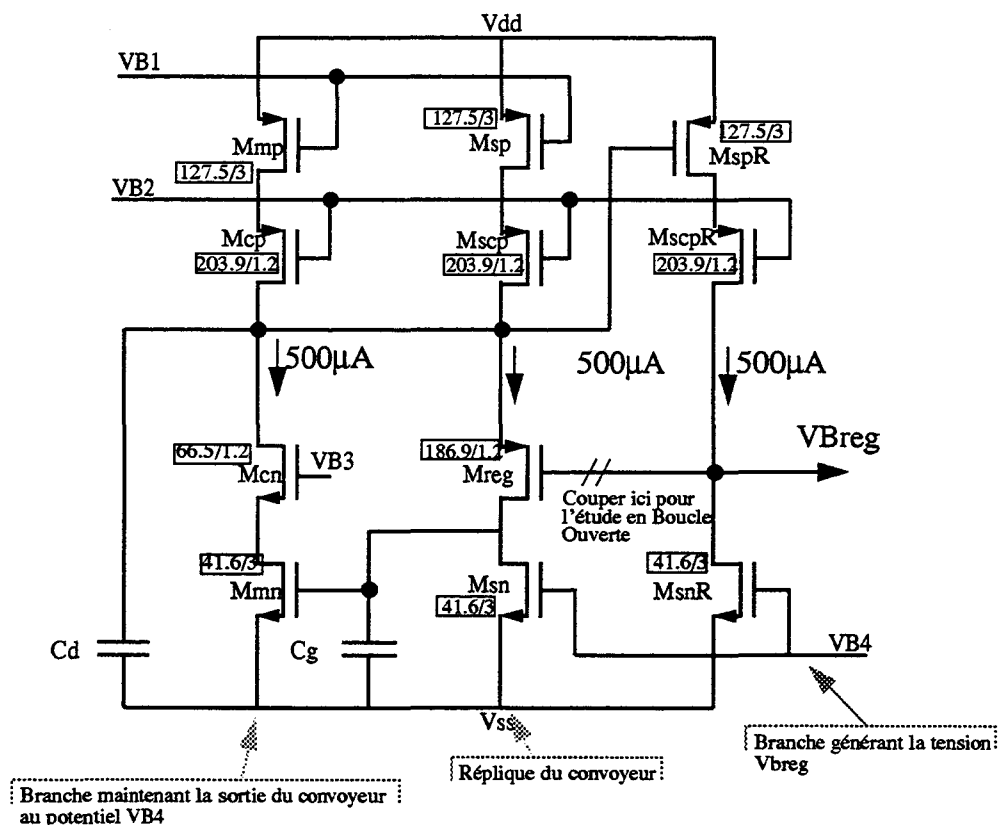 Vdd
VB1
127.5/3
Mmp
127.5/3
Msp
127.5/3
MspR
VB2
Mcp
203.9/1.2
Mscp
203.9/1.2
MscpR
203.9/1.2
500µA
500µA
500µA
66.5/1.2
Mcn
VB3
186.9/1.2
Mreg
VBreg
Couper ici pour
l'étude en Boucle
Ouverte
41.6/3
Mmn
Msn
41.6/3
41.6/3
MsnR
Cd
Cg
VB4
Vss
Branche générant la tension
Vbreg
Réplique du convoyeur
Branche maintenant la sortie du convoyeur
au potentiel VB4